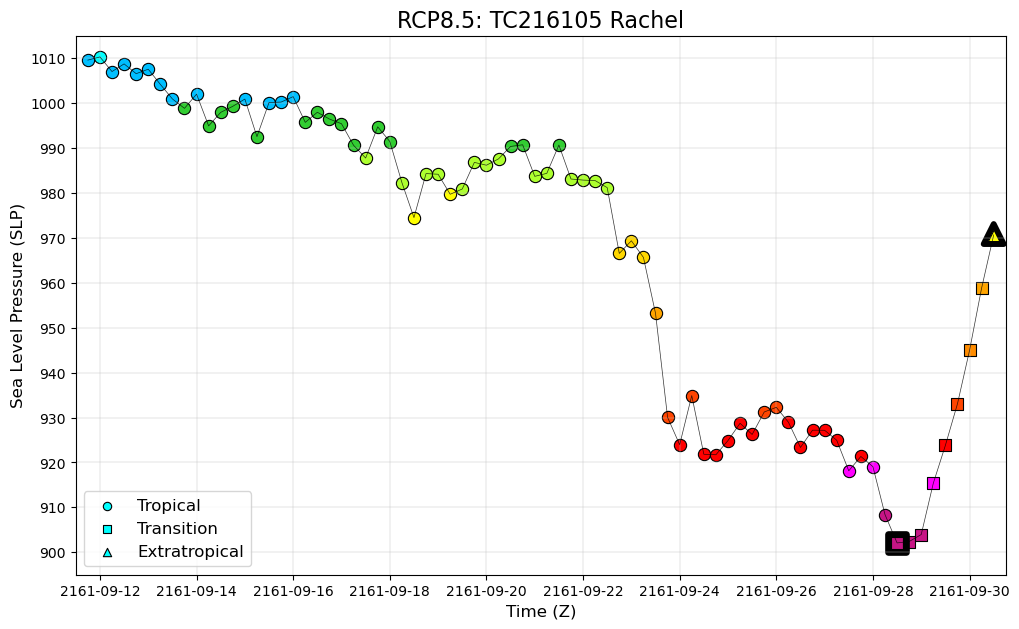 RCP8.5: TC216105 Rachel
Sea Level Pressure (SLP)
1010
1000
990
980
970
960
950
940
930
920
910
900
Tropical
Transition
Extratropical
2161-09-12 2161-09-14 2161-09-16 2161-09-18 2161-09-20 2161-09-22 2161-09-24 2161-09-26 2161-09-28 2161-09-30
Time (Z)